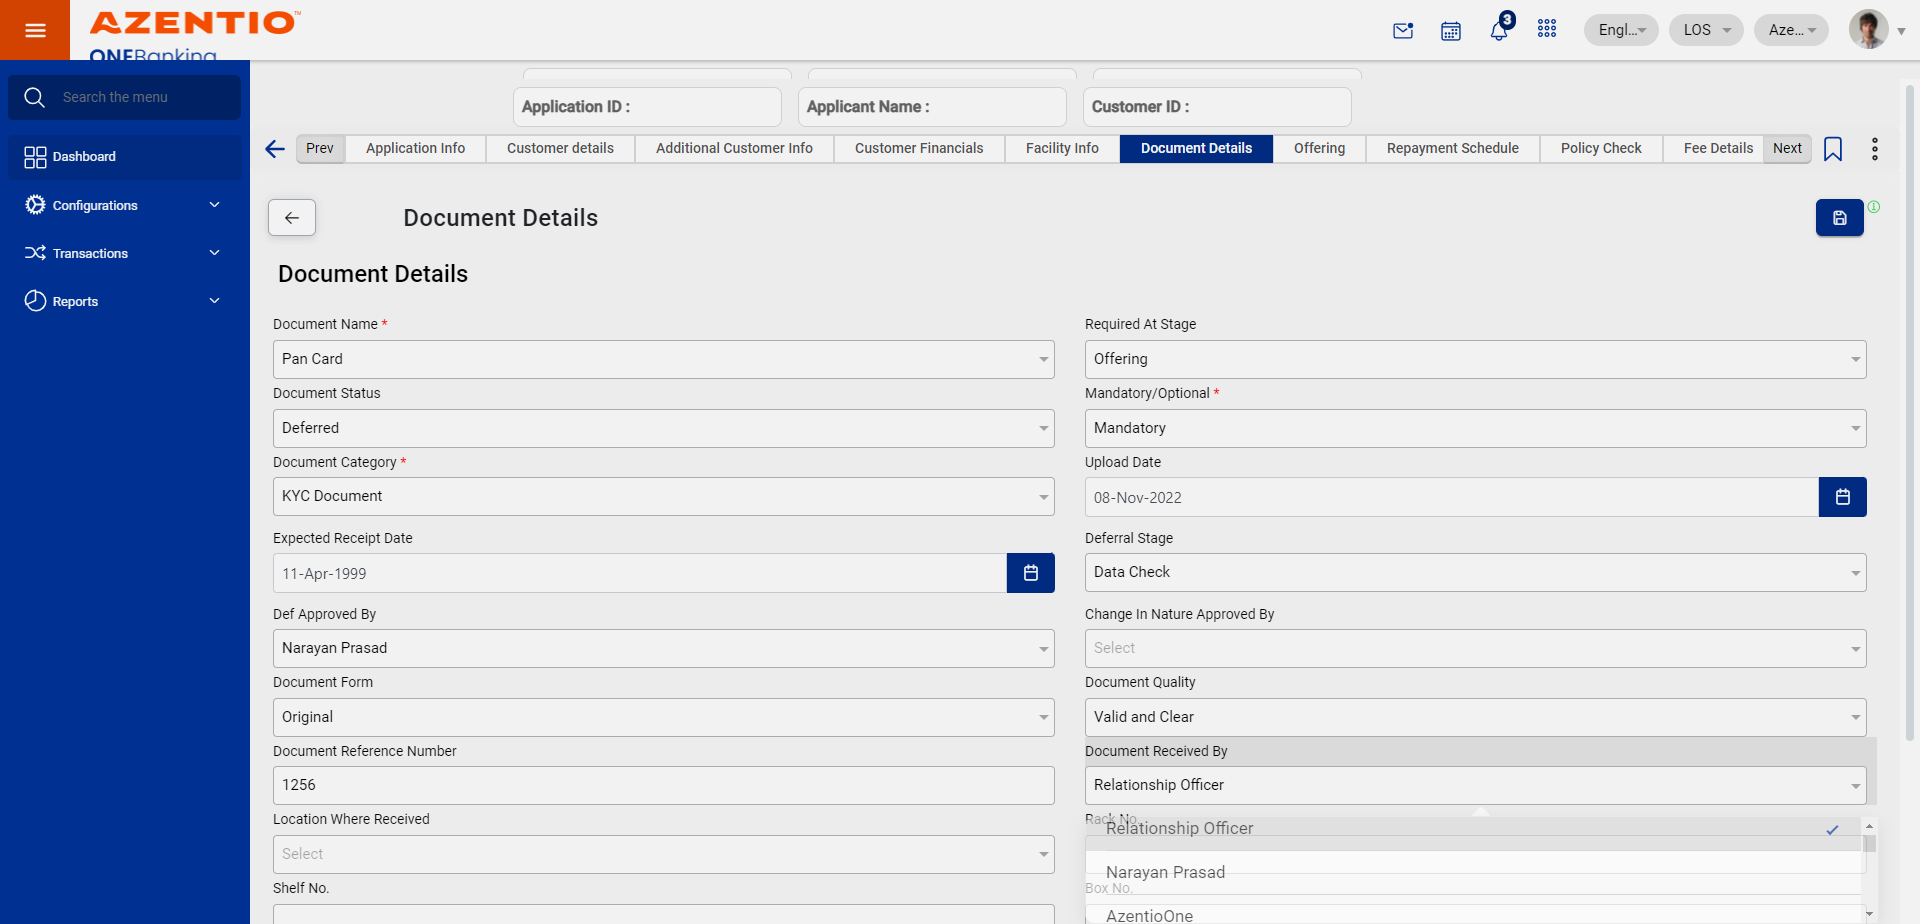 AZENTIO™
ONEBanking
3
Engl...
LOS
Aze...
Search the menu
Dashboard
Configurations
Transactions
Reports
Application ID :
Applicant Name :
Customer ID :
Prev
Application Info
Customer details
Additional Customer Info
Customer Financials
Facility Info
Document Details
Offering
Repayment Schedule
Policy Check
Fee Details
Next
Document Details
1
Document Details
Document Name *
Required At Stage
Pan Card
Offering
Document Status
Mandatory/Optional *
Deferred
Mandatory
Document Category *
Upload Date
KYC Document
08-Nov-2022
Expected Receipt Date
Deferral Stage
11-Apr-1999
Data Check
Def Approved By
Change In Nature Approved By
Narayan Prasad
Select
Document Form
Document Quality
Original
Valid and Clear
Document Reference Number
Document Received By
1256
Relationship Officer
Location Where Received
Rack No.
Relationship Officer
Select
Narayan Prasad
Shelf No.
Box No.
AzentioOne